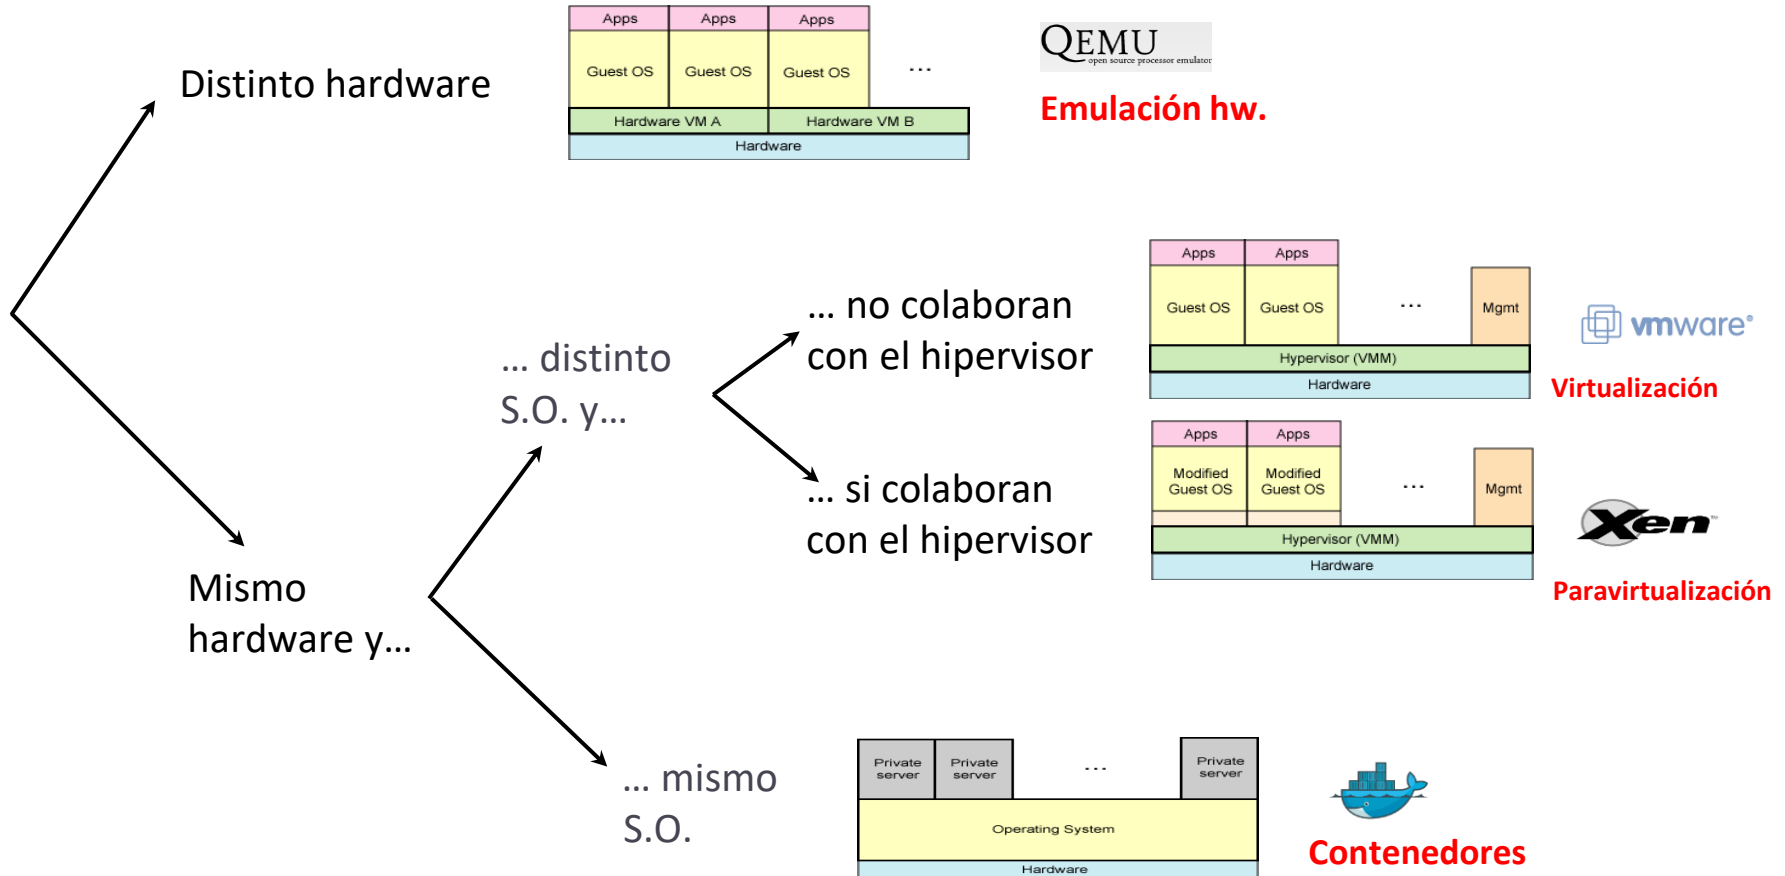 Apps Apps Apps
Guest OS Guest OS Guest OS ...
Hardware VM A Hardware VM B
Hardware
QEMU
open source processor emulator
Distinto hardware
Emulación hw.
Apps Apps
Guest OS Guest OS ... Mgmt
Hypervisor (VMM)
Hardware
vmware®
Virtualización
... no colaboran
con el hipervisor
... distinto
S.O. y...
Apps Apps
Modified Modified
Guest OS Guest OS ... Mgmt
Hypervisor (VMM)
Hardware
Xen™
Paravirtualización
... si colaboran
con el hipervisor
Mismo
hardware y...
... mismo
S.O.
Private Private ... Private
server server server
Operating System
Hardware
Contenedores